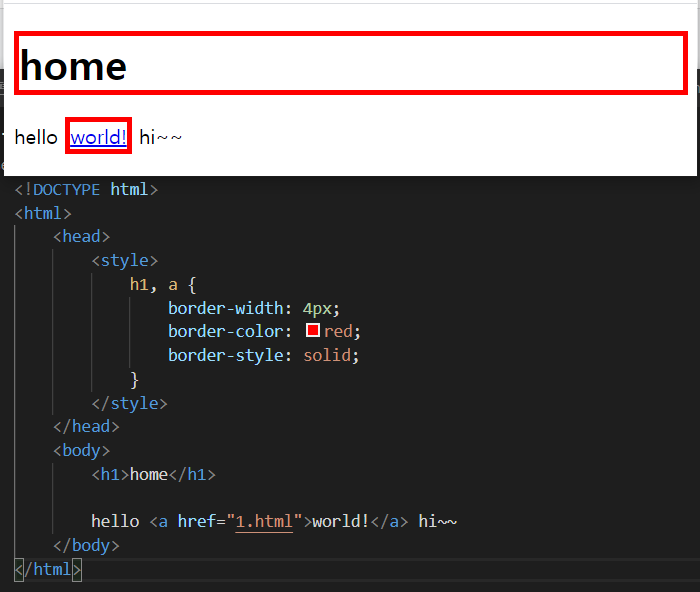 home
hello world! hi~~
<!DOCTYPE html>
<html>
    <head>
        <style>
            h1, a {
                border-width: 4px;
                border-color: red;
                border-style: solid;
            }
        </style>
    </head>
    <body>
        <h1>home</h1>

        hello <a href="1.html">world!</a> hi~~
    </body>
</html>